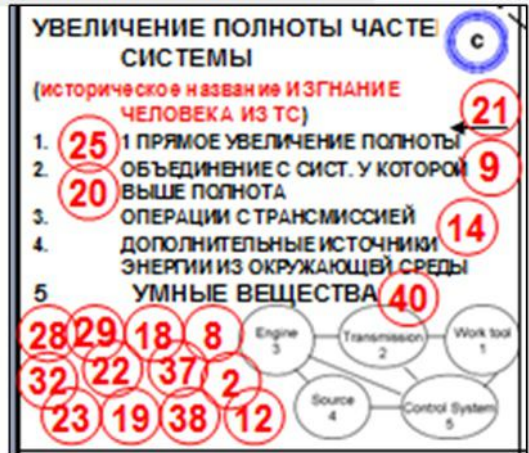 УВЕЛИЧЕНИЕ ПОЛНОТЫ ЧАСТЕ
СИСТЕМЫ
c
(историческое название ИЗГНАНИЕ
ЧЕЛОВЕКА ИЗ ТС)
21
1. 25 1 ПРЯМОЕ УВЕЛИЧЕНИЕ ПОЛНОТЫ
2. ОБЪЕДИНЕНИЕ С СИСТ. У КОТОРОЙ 9
20 ВЫШЕ ПОЛНОТА
3. ОПЕРАЦИИ С ТРАНСМИССИЕЙ 14
4. ДОПОЛНИТЕЛЬНЫЕ ИСТОЧНИКИ
ЭНЕРГИИ ИЗ ОКРУЖАЮЩЕЙ СРЕДЫ
5 УМНЫЕ ВЕЩЕСТВА 40
28 29 18 8
32 22 37 2
23 19 38 12
Engine
3
Transmission
2
Work tool
1
Source
4
Control System
5